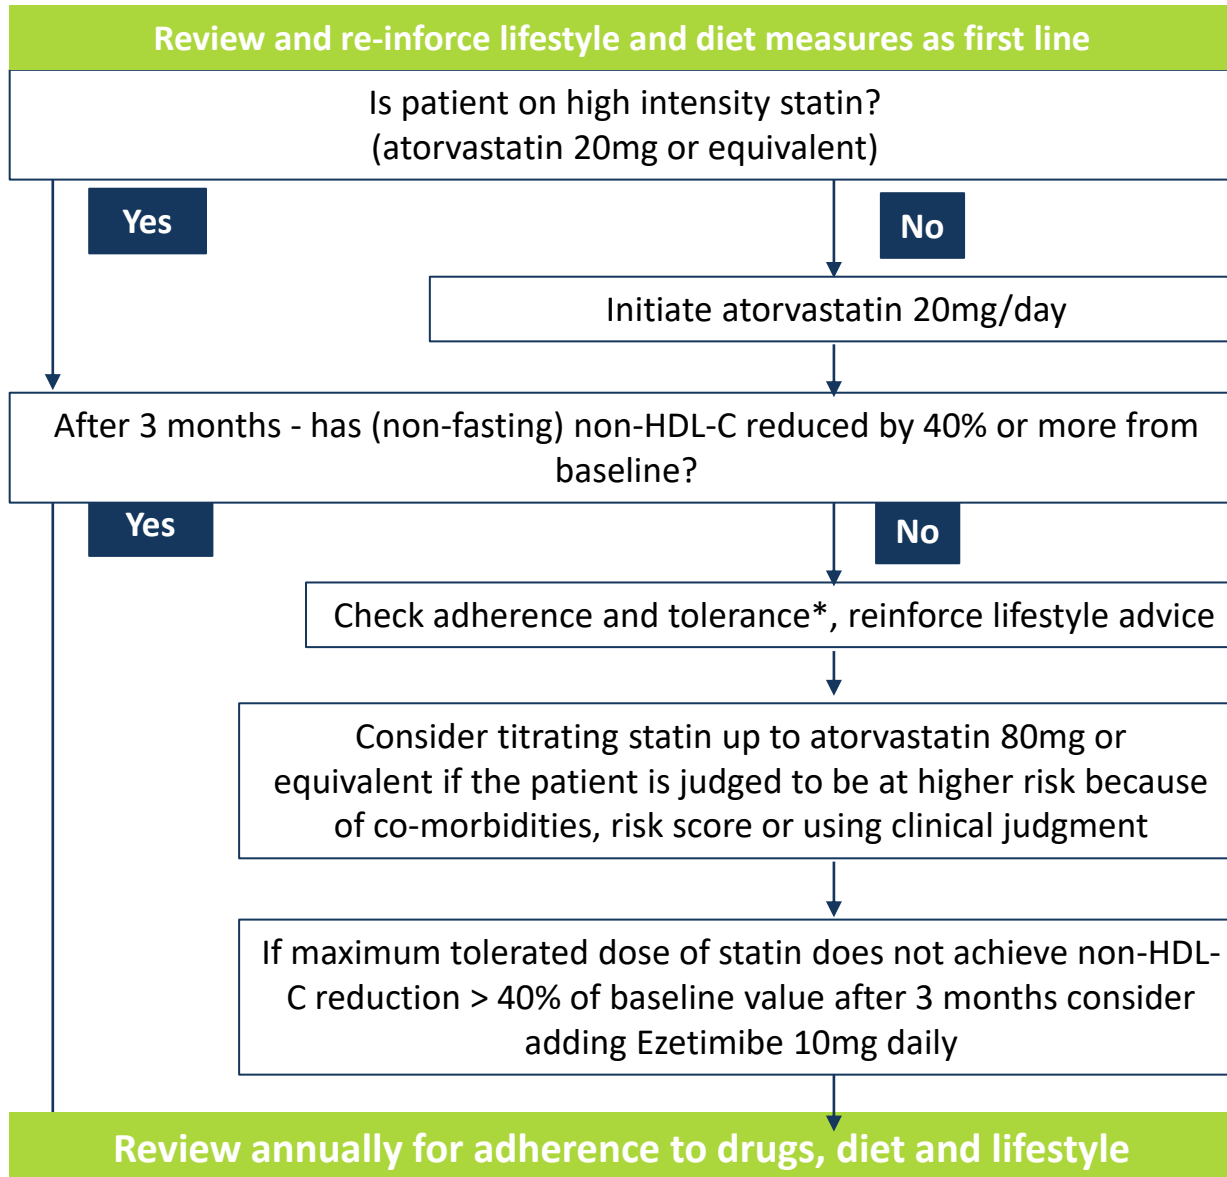 Review and re-inforce lifestyle and diet measures as first line
Is patient on high intensity statin?
(atorvastatin 20mg or equivalent)
Yes
No
Initiate atorvastatin 20mg/day
After 3 months - has (non-fasting) non-HDL-C reduced by 40% or more from
baseline?
Yes
No
Check adherence and tolerance*, reinforce lifestyle advice
Consider titrating statin up to atorvastatin 80mg or
equivalent if the patient is judged to be at higher risk because
of co-morbidities, risk score or using clinical judgment
If maximum tolerated dose of statin does not achieve non-HDL-
C reduction > 40% of baseline value after 3 months consider
adding Ezetimibe 10mg daily
Review annually for adherence to drugs, diet and lifestyle